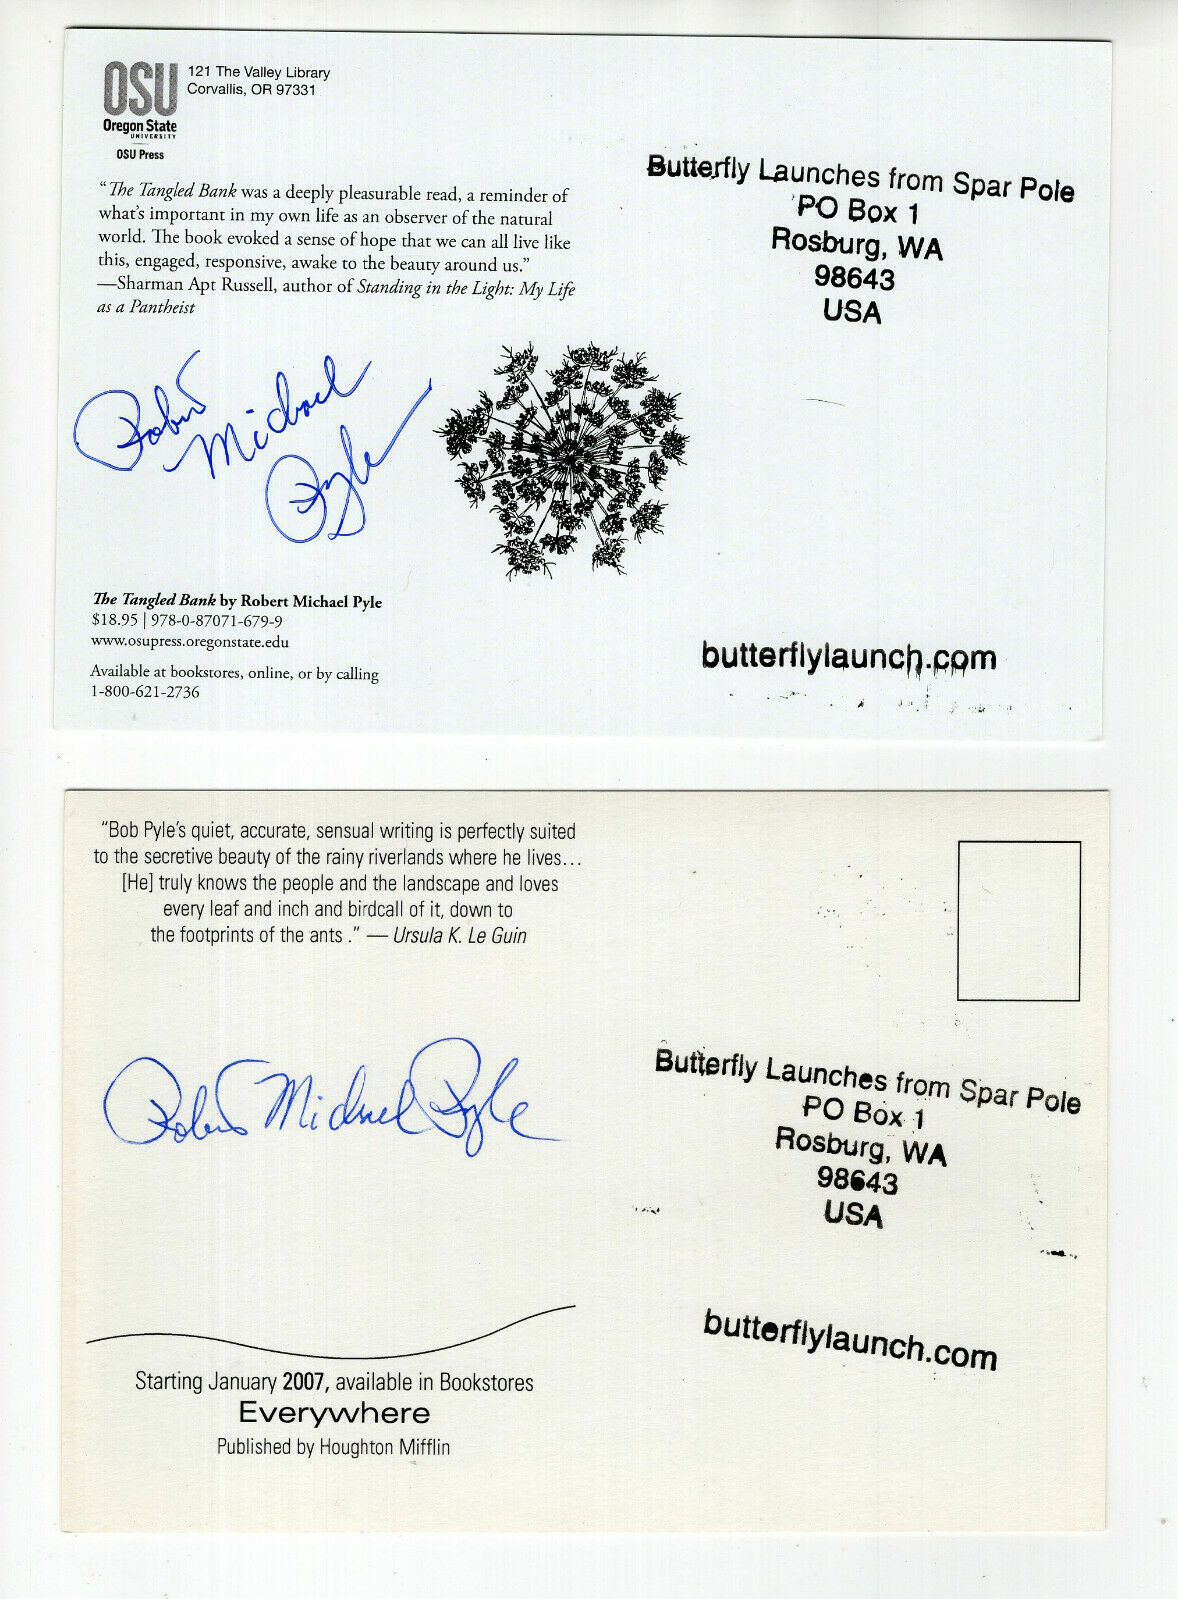 OSU
Oregon State
UNIVERSITY
OSU Press
121 The Valley Library
Corvallis, OR 97331
“The Tangled Bank was a deeply pleasurable read, a reminder of
what’s important in my own life as an observer of the natural
world. The book evoked a sense of hope that we can all live like
this, engaged, responsive, awake to the beauty around us.”
—Sharman Apt Russell, author of Standing in the Light: My Life
as a Pantheist
Robert
Michael
Pyle
The Tangled Bank by Robert Michael Pyle
$18.95 | 978-0-87071-679-9
www.osupress.oregonstate.edu
Available at bookstores, online, or by calling
1-800-621-2736
Butterfly Launches from Spar Pole
PO Box 1
Rosburg, WA
98643
USA
butterflylaunch.com
“Bob Pyle’s quiet, accurate, sensual writing is perfectly suited
to the secretive beauty of the rainy riverlands where he lives...
[He] truly knows the people and the landscape and loves
every leaf and inch and birdcall of it, down to
the footprints of the ants .” — Ursula K. Le Guin
Robert Michael Pyle
Starting January 2007, available in Bookstores
Everywhere
Published by Houghton Mifflin
Butterfly Launches from Spar Pole
PO Box 1
Rosburg, WA
98643
USA
butterflylaunch.com